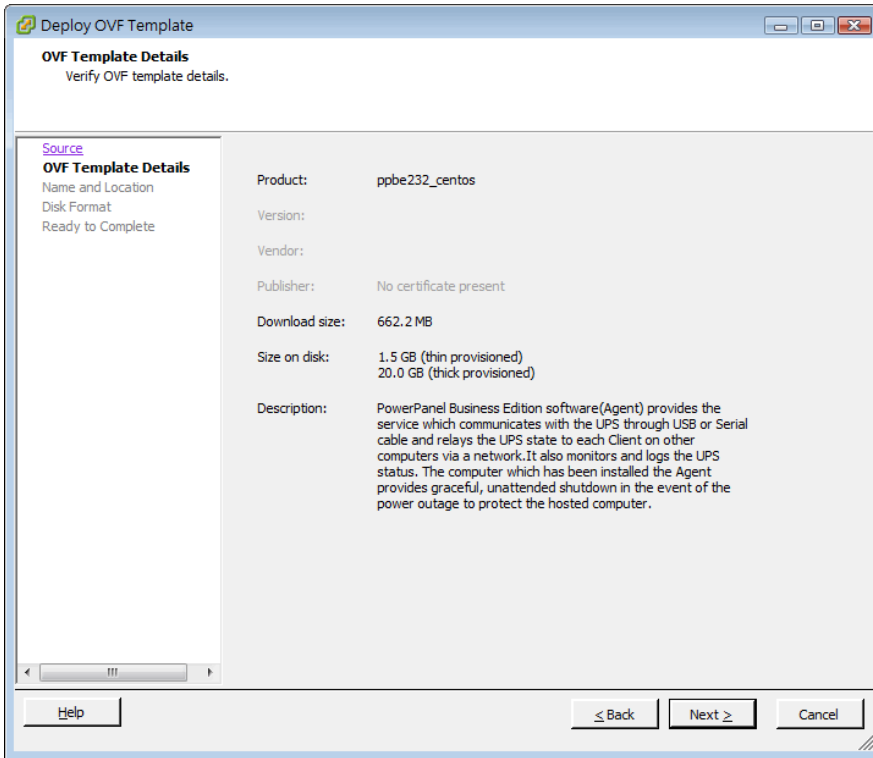 Deploy OVF Template
OVF Template Details
Verify OVF template details.
Source
OVF Template Details
Name and Location
Disk Format
Ready to Complete
Product: ppbe232_centos
Version:
Vendor:
Publisher: No certificate present
Download size: 662.2 MB
Size on disk: 1.5 GB (thin provisioned)
20.0 GB (thick provisioned)
Description: PowerPanel Business Edition software(Agent) provides the
service which communicates with the UPS through USB or Serial
cable and relays the UPS state to each Client on other
computers via a network.It also monitors and logs the UPS
status. The computer which has been installed the Agent
provides graceful, unattended shutdown in the event of the
power outage to protect the hosted computer.
Help
< Back
Next >
Cancel